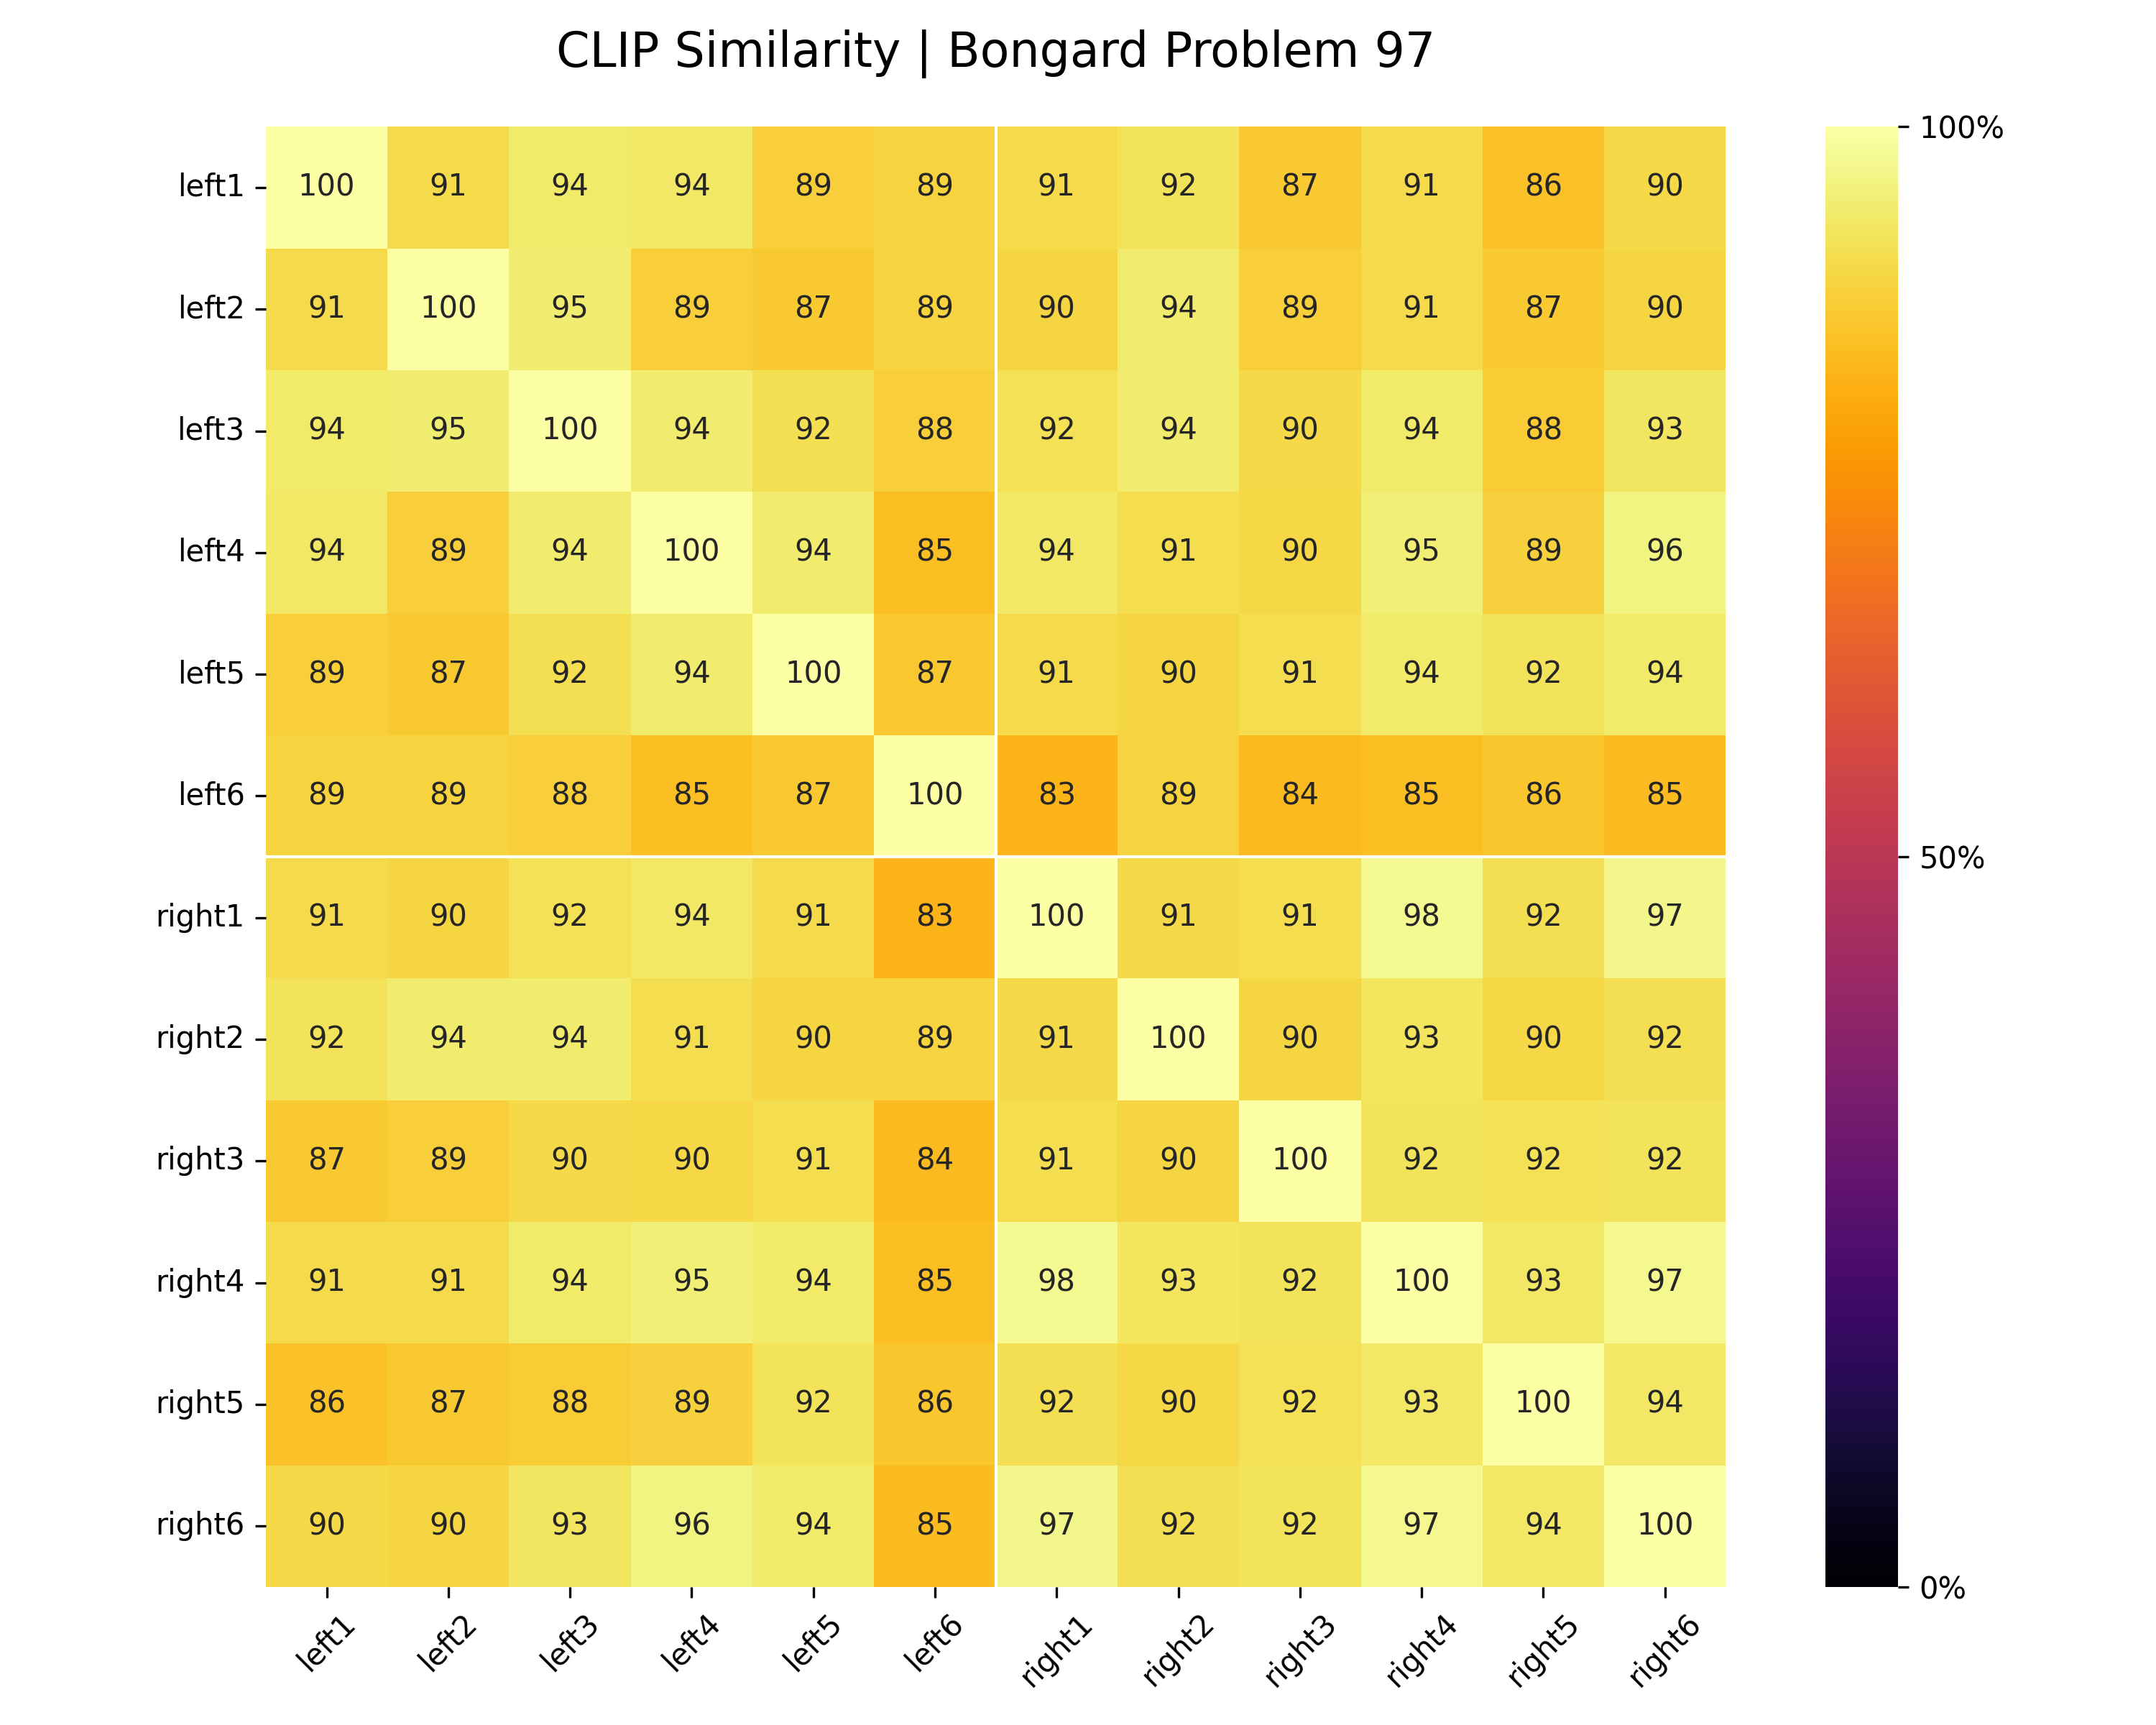 CLIP Similarity | Bongard Problem 97
100%
left1 100 91 94 94 89 89 91 92 87 91 86 90
left2 91 100 95 89 87 89 90 94 89 91 87 90
left3 94 95 100 94 92 88 92 94 90 94 88 93
left4 94 89 94 100 94 85 94 91 90 95 89 96
left5 89 87 92 94 100 87 91 90 91 94 92 94
left6 89 89 88 85 87 100 83 89 84 85 86 85
50%
right1 91 90 92 94 91 83 100 91 91 98 92 97
right2 92 94 94 91 90 89 91 100 90 93 90 92
right3 87 89 90 90 91 84 91 90 100 92 92 92
right4 91 91 94 95 94 85 98 93 92 100 93 97
right5 86 87 88 89 92 86 92 90 92 93 100 94
right6 90 90 93 96 94 85 97 92 92 97 94 100
0%
left1 left2 left3 left4 left5 left6 right1 right2 right3 right4 right5 right6